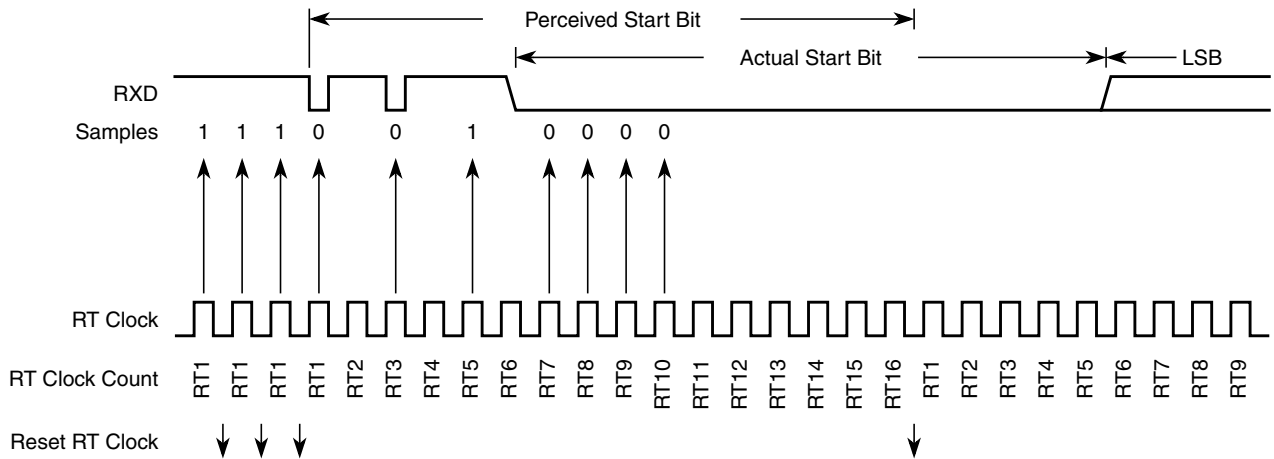 Perceived Start Bit
Actual Start Bit
LSB
RXD
Samples 1 1 1 0 0 1 0 0 0 0
RT Clock
RT Clock Count RT1 RT1 RT1 RT1 RT2 RT3 RT4 RT5 RT6 RT7 RT8 RT9 RT10 RT11 RT12 RT13 RT14 RT15 RT16 RT1 RT2 RT3 RT4 RT5 RT6 RT7 RT8 RT9
Reset RT Clock